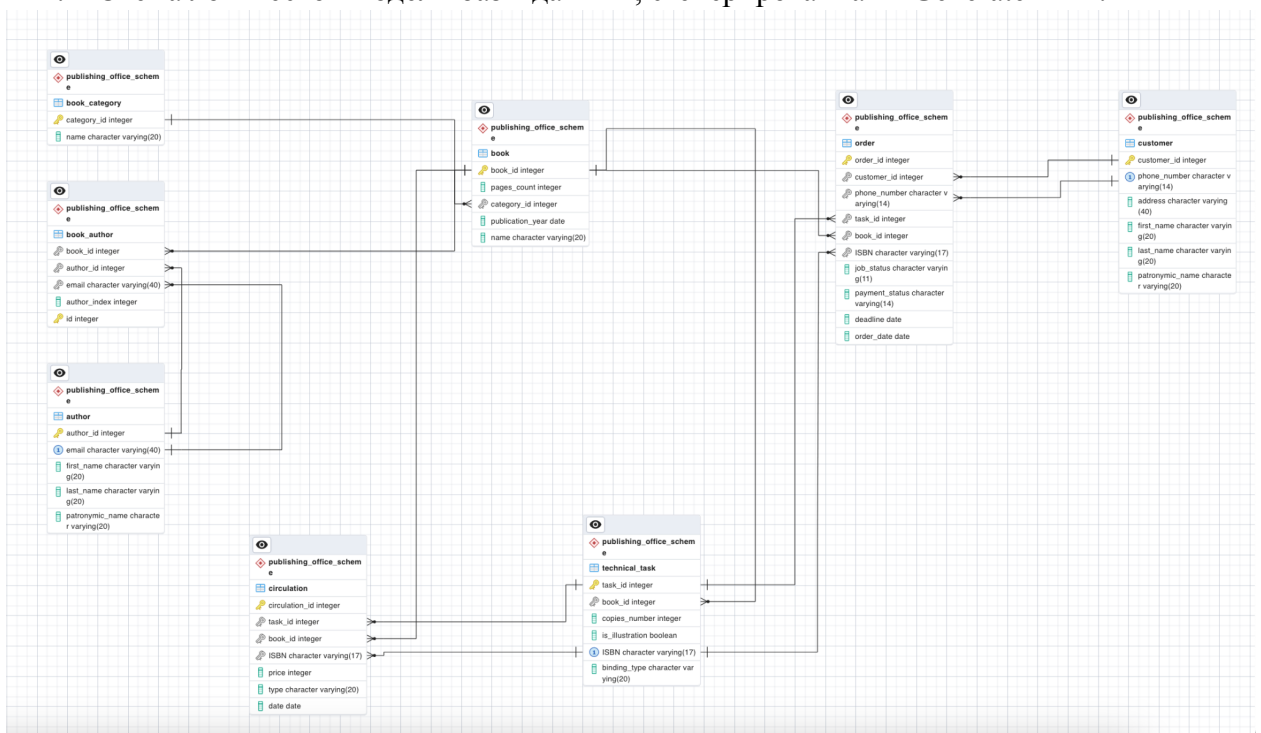 publishing_office_schem
e
book_category
category_id integer
name character varying(20)
publishing_office_schem
e
book_author
book_id integer
author_id integer
email character varying(40)
author_index integer
id integer
publishing_office_schem
e
author
author_id integer
email character varying(40)
first_name character varyin
g(20)
last_name character varyin
g(20)
patronymic_name characte
r varying(20)
publishing_office_schem
e
circulation
circulation_id integer
task_id integer
book_id integer
ISBN character varying(17)
price integer
type character varying(20)
date date
publishing_office_schem
e
book
book_id integer
pages_count integer
category_id integer
publication_year date
name character varying(20)
publishing_office_schem
e
technical_task
task_id integer
book_id integer
copies_number integer
is_illustration boolean
ISBN character varying(17)
binding_type character var
ying(20)
publishing_office_schem
e
order
order_id integer
customer_id integer
phone_number character v
arying(14)
task_id integer
book_id integer
ISBN character varying(17)
job_status character varyin
g(11)
payment_status character
varying(14)
deadline date
order_date date
publishing_office_schem
e
customer
customer_id integer
phone_number character v
arying(14)
address character varying
(40)
first_name character varyin
g(20)
last_name character varyin
g(20)
patronymic_name characte
r varying(20)